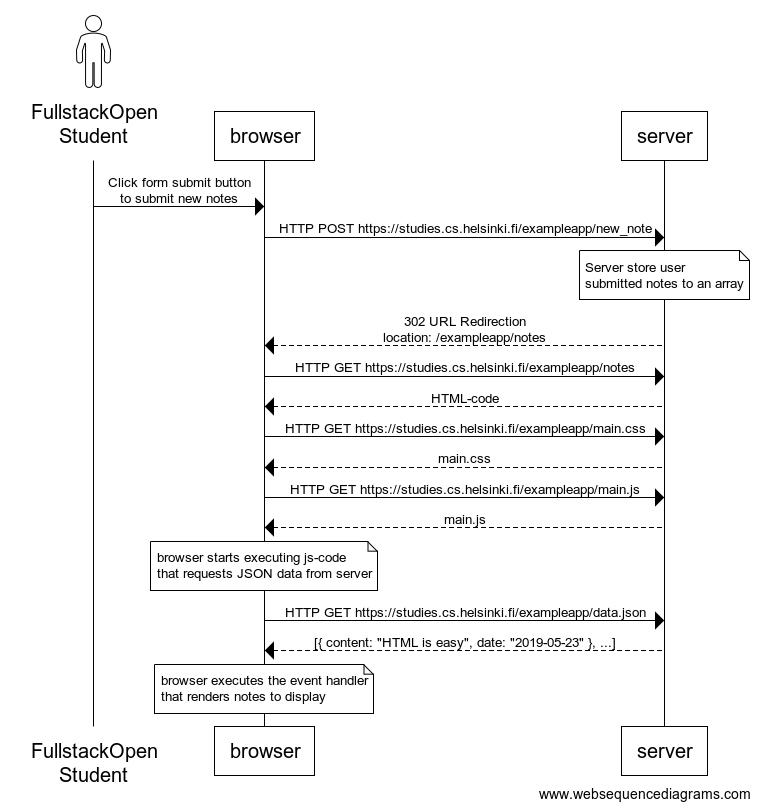 FullstackOpen
Student
browser
server
Click form submit button
to submit new notes
HTTP POST https://studies.cs.helsinki.fi/exampleapp/new_note
Server store user
submitted notes to an array
302 URL Redirection
location: /exampleapp/notes
HTTP GET https://studies.cs.helsinki.fi/exampleapp/notes
HTML-code
HTTP GET https://studies.cs.helsinki.fi/exampleapp/main.css
main.css
HTTP GET https://studies.cs.helsinki.fi/exampleapp/main.js
main.js
browser starts executing js-code
that requests JSON data from server
HTTP GET https://studies.cs.helsinki.fi/exampleapp/data.json
[{ content: "HTML is easy", date: "2019-05-23" }, ...]
browser executes the event handler
that renders notes to display
FullstackOpen
Student
browser
server
www.websequencediagrams.com